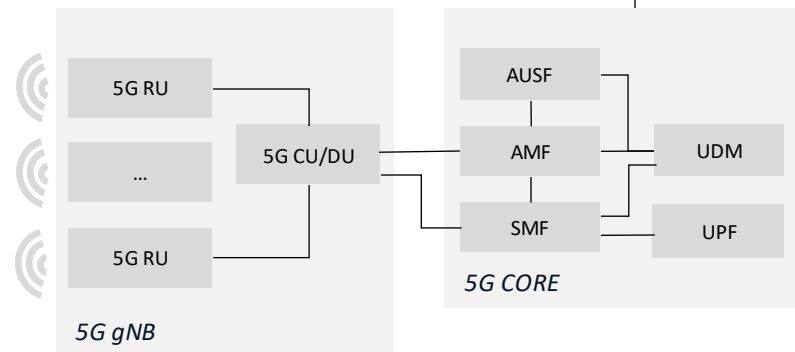 5G RU
...
5G RU
5G CU/DU
5G gNB
AUSF
AMF
SMF
UDM
UPF
5G CORE